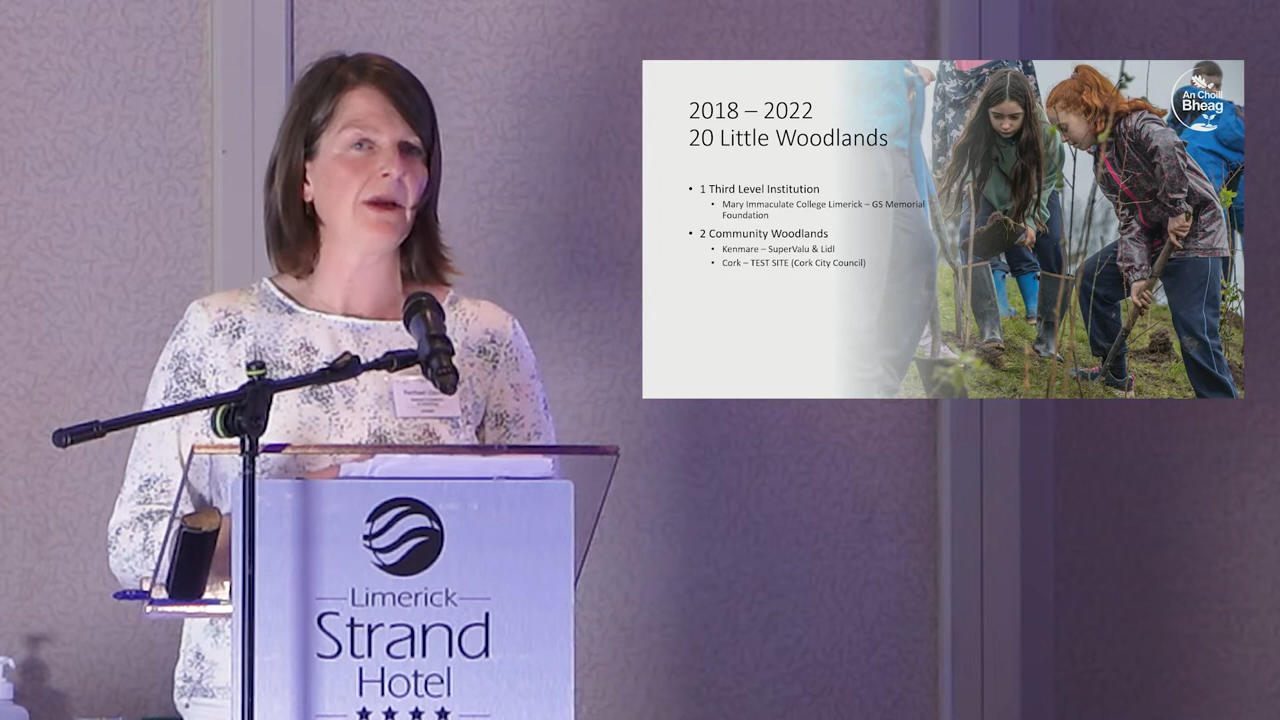 2018 – 2022
20 Little Woodlands
• 1 Third Level Institution
• Mary Immaculate College Limerick – GS Memorial
Foundation
• 2 Community Woodlands
• Kenmare – SuperValu & Lidl
• Cork – TEST SITE (Cork City Council)
An Choill
Bheag
Limerick
Strand
Hotel